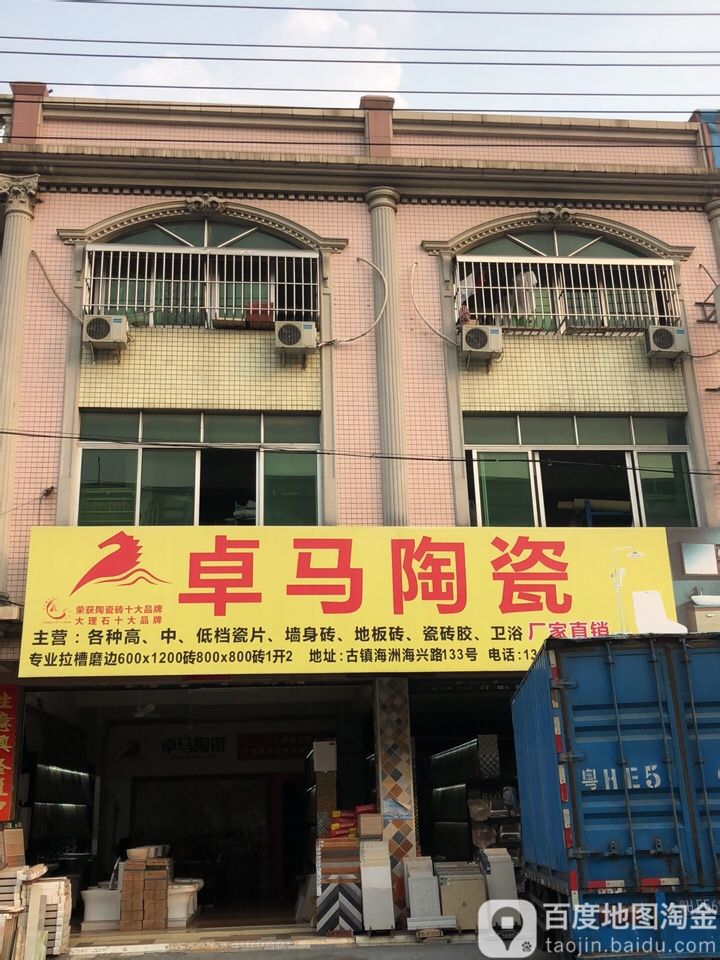 卓马陶瓷
荣获陶瓷砖十大品牌
大理石十大品牌
主营：各种高、中、低档瓷片、墙身砖、地板砖、瓷砖胶、卫浴 厂家直销
专业拉槽磨边600x1200砖800x800砖1开2 地址：古镇海洲海兴路133号 电话：13
卓马陶瓷
生意
粤HE5
百度地图淘金
taojin.baidu.com